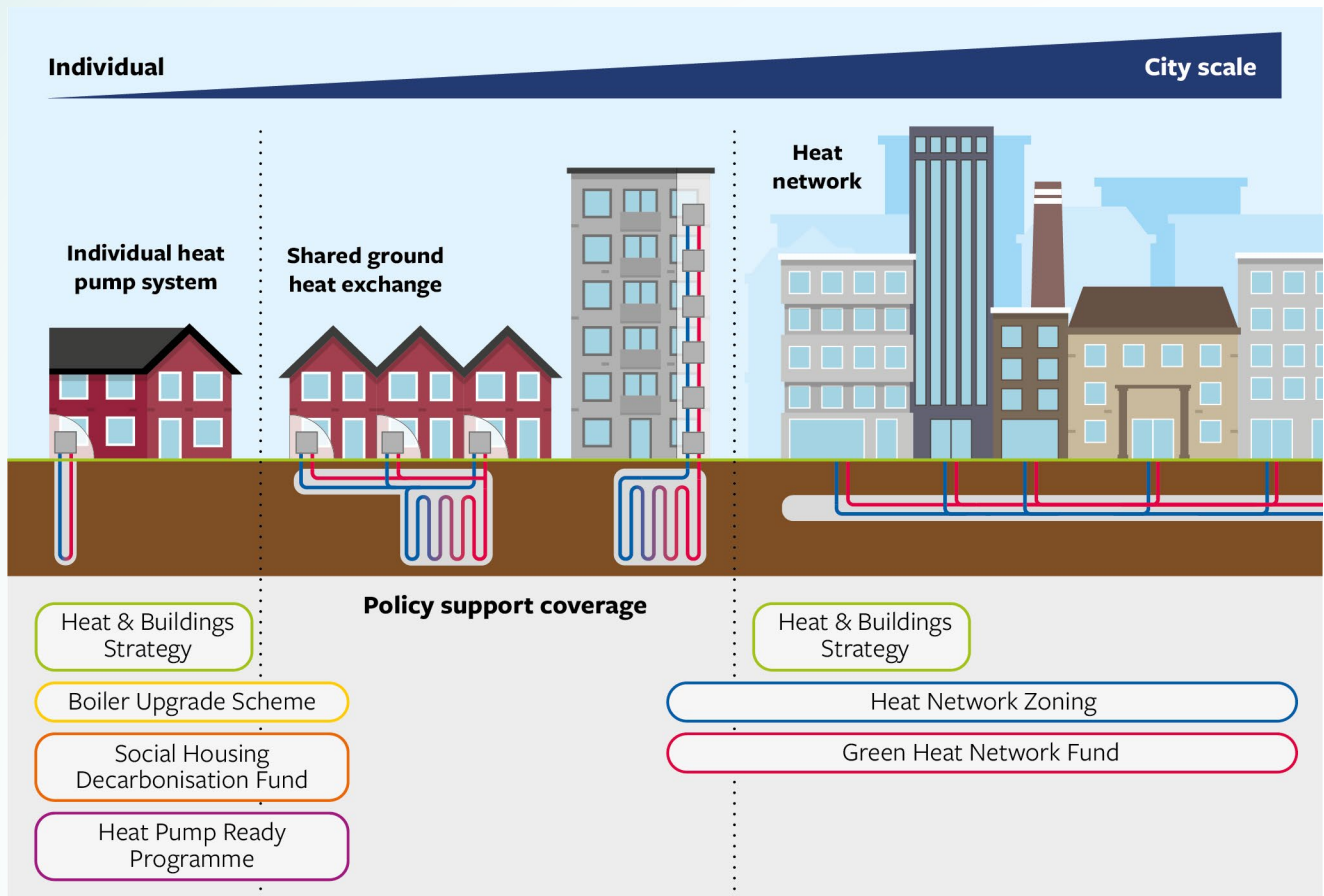 Individual
City scale
Heat
network
Individual heat
pump system
Shared ground
heat exchange
Policy support coverage
Heat & Buildings
Strategy
Boiler Upgrade Scheme
Social Housing
Decarbonisation Fund
Heat Pump Ready
Programme
Heat & Buildings
Strategy
Heat Network Zoning
Green Heat Network Fund